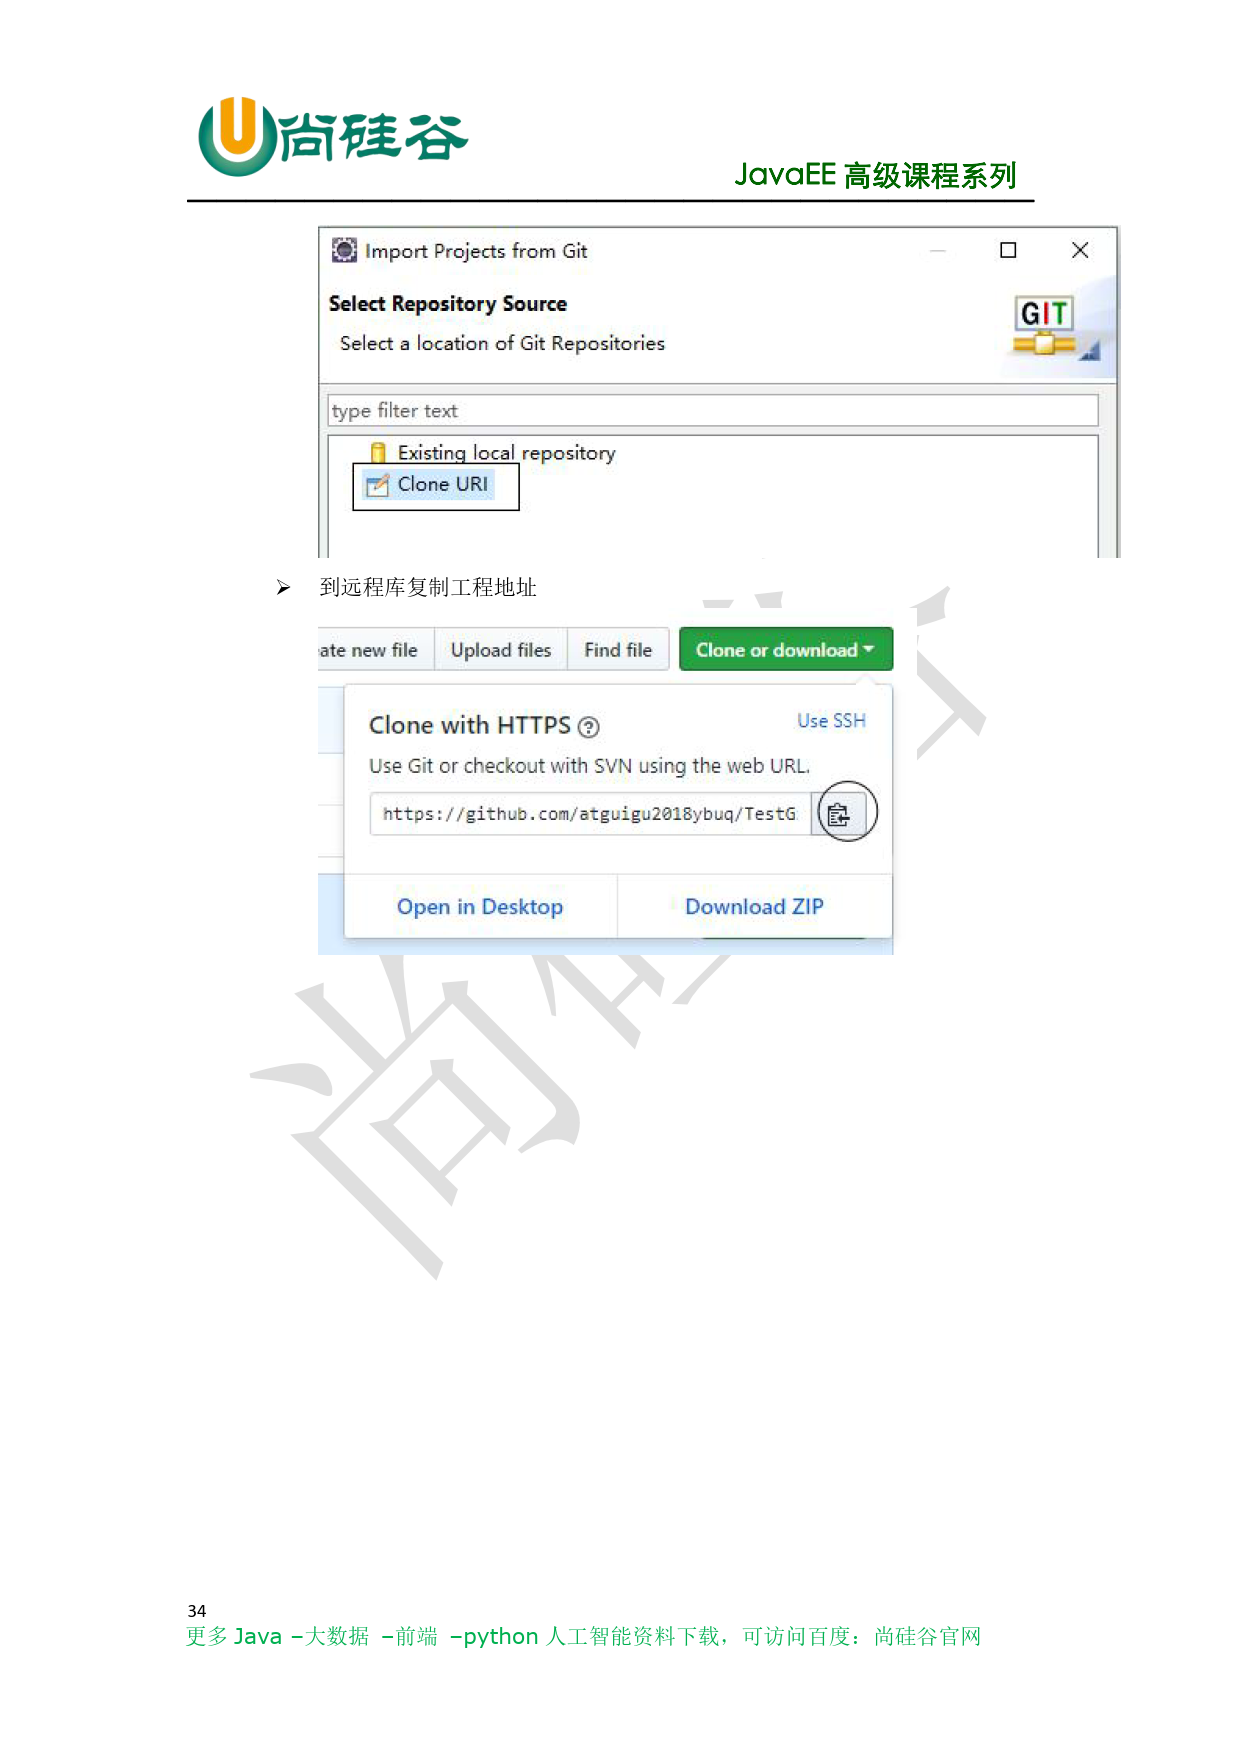 尚硅谷
JavaEE 高级课程系列
Import Projects from Git
Select Repository Source
Select a location of Git Repositories
GIT
type filter text
Existing local repository
Clone URI
➢ 到远程库复制工程地址
ate new file Upload files Find file Clone or download
Clone with HTTPS
Use SSH
Use Git or checkout with SVN using the web URL.
https://github.com/atguigu2018ybuq/TestG
Open in Desktop Download ZIP
34
更多 Java –大数据 –前端 –python 人工智能资料下载，可访问百度：尚硅谷官网